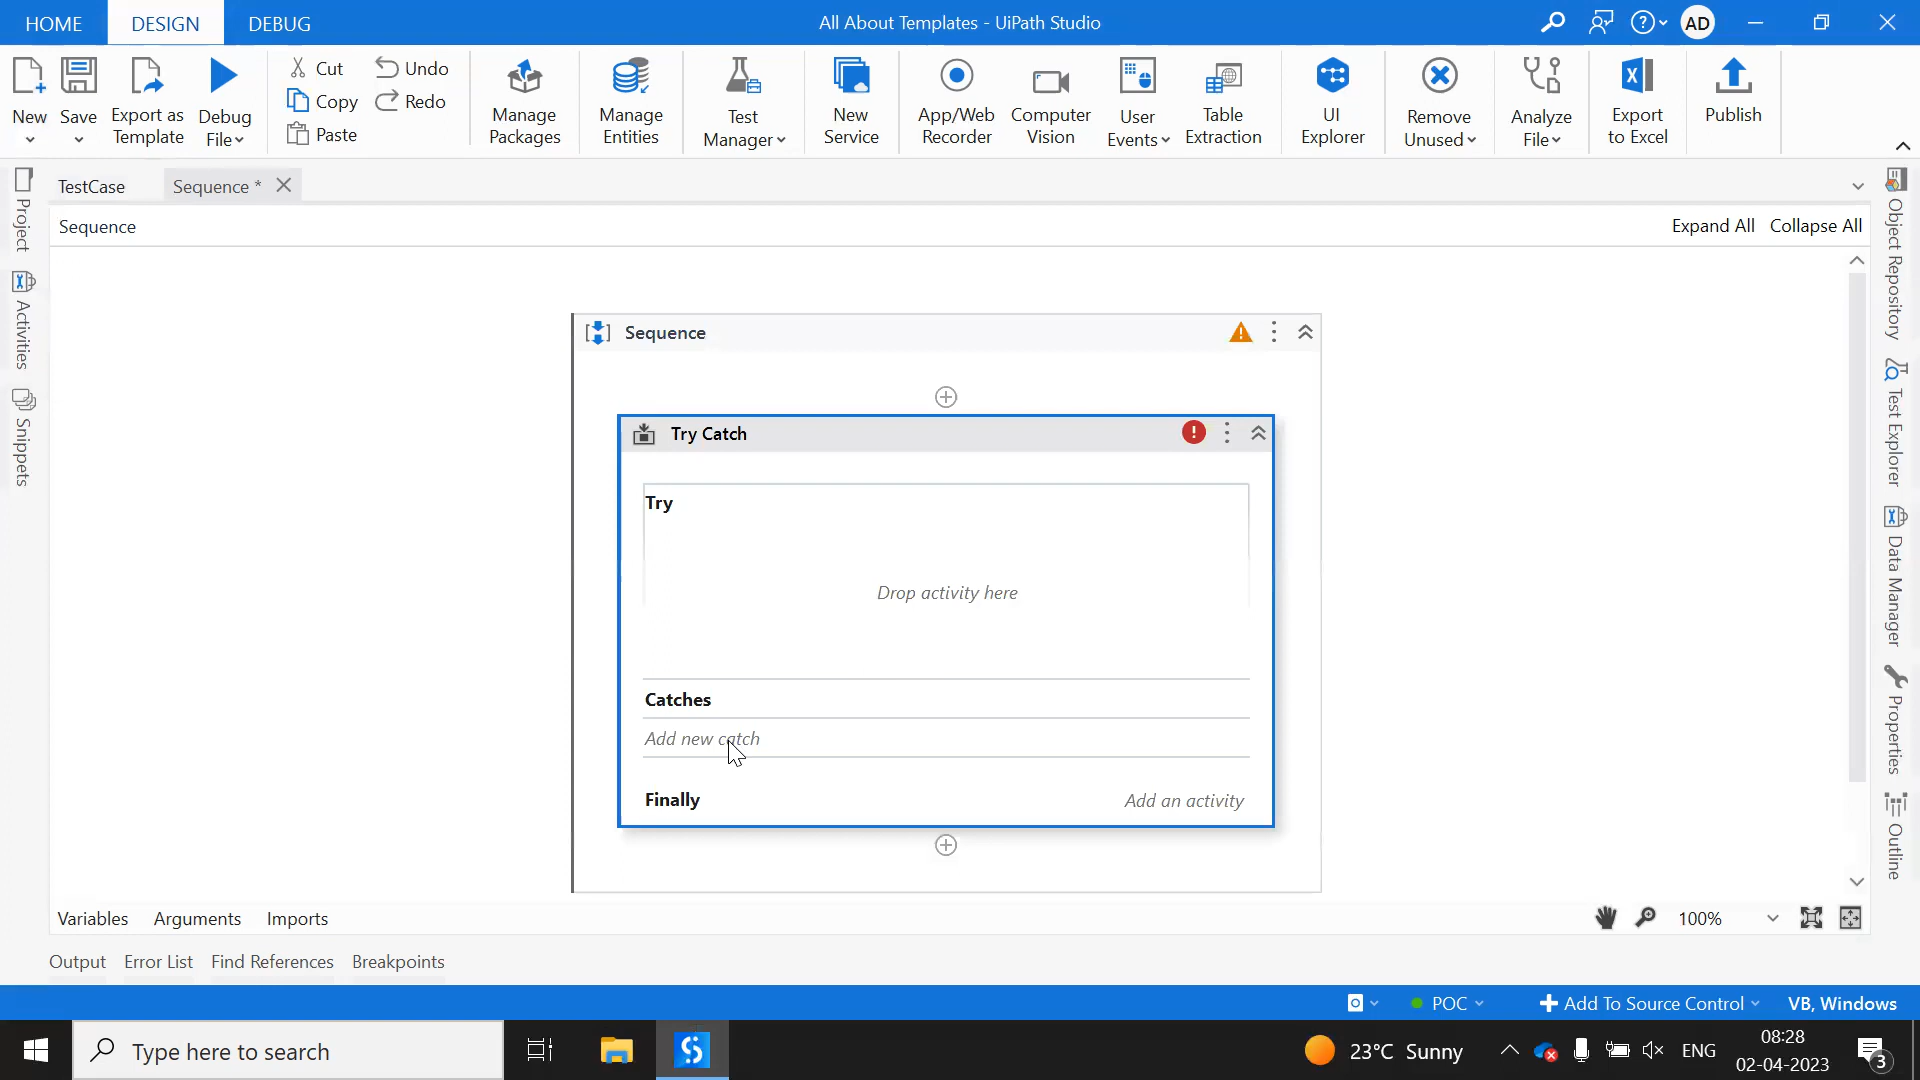 HOME DESIGN DEBUG
All About Templates - UiPath Studio
AD
New
Save
Export as
Template
Debug
File
Cut
Copy
Paste
Undo
Redo
Manage
Packages
Manage
Entities
Test
Manager
New
Service
App/Web
Recorder
Computer
Vision
User
Events
Table
Extraction
UI
Explorer
Remove
Unused
Analyze
File
Export
to Excel
Publish
TestCase
Sequence *
Sequence
Expand All Collapse All
Project
Activities
Snippets
Sequence
Try Catch
Try
Drop activity here
Catches
Add new catch
Finally
Add an activity
Object Repository
Test Explorer
Data Manager
Properties
Outline
Variables Arguments Imports
100%
Output Error List Find References Breakpoints
POC
Add To Source Control
VB, Windows
Type here to search
23°C Sunny
ENG
08:28
02-04-2023
3